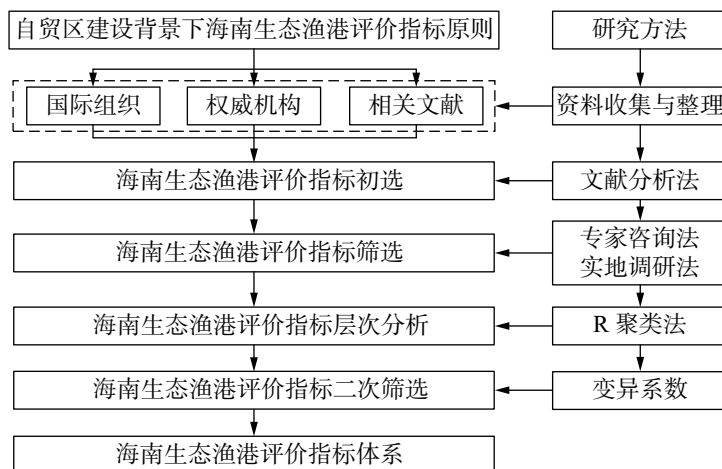 自贸区建设背景下海南生态渔港评价指标原则
研究方法
国际组织
权威机构
相关文献
资料收集与整理
海南生态渔港评价指标初选
文献分析法
海南生态渔港评价指标筛选
专家咨询法
实地调研法
海南生态渔港评价指标层次分析
R 聚类法
海南生态渔港评价指标二次筛选
变异系数
海南生态渔港评价指标体系